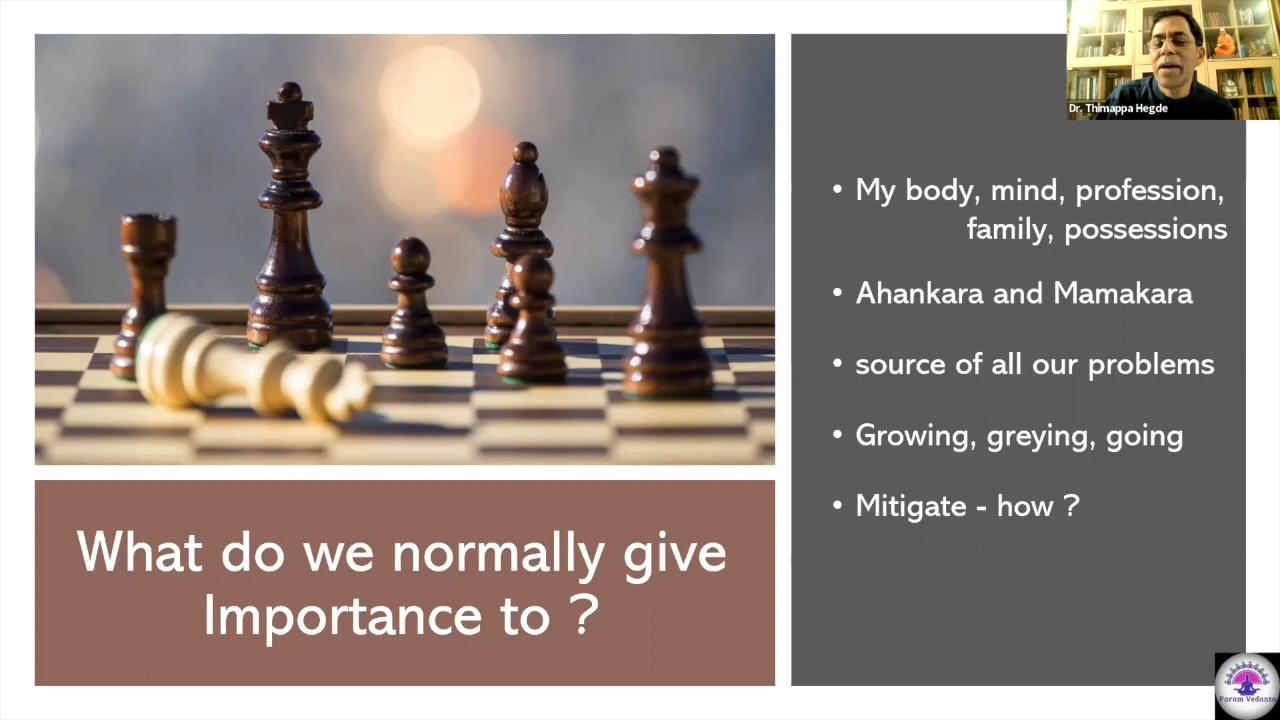 Dr. Thimappa Hegde
My body, mind, profession,
family, possessions
Ahankara and Mamakara
source of all our problems
Growing, greying, going
Mitigate - how ?
What do we normally give
Importance to ?
Param Vedanta